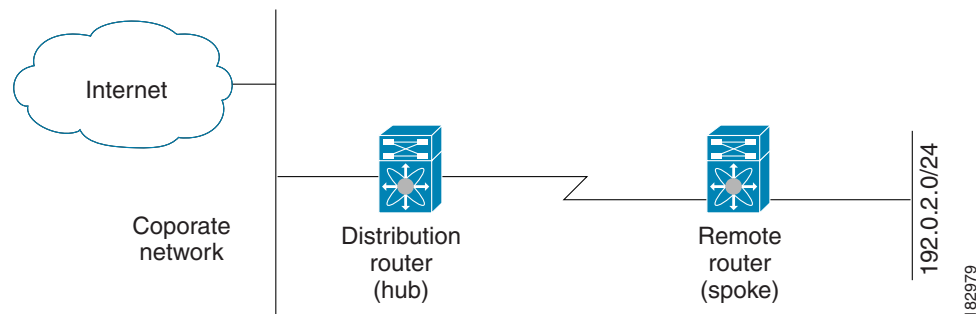 Internet
Coporate
network
Distribution
router
(hub)
Remote
router
(spoke)
192.0.2.0/24
182979